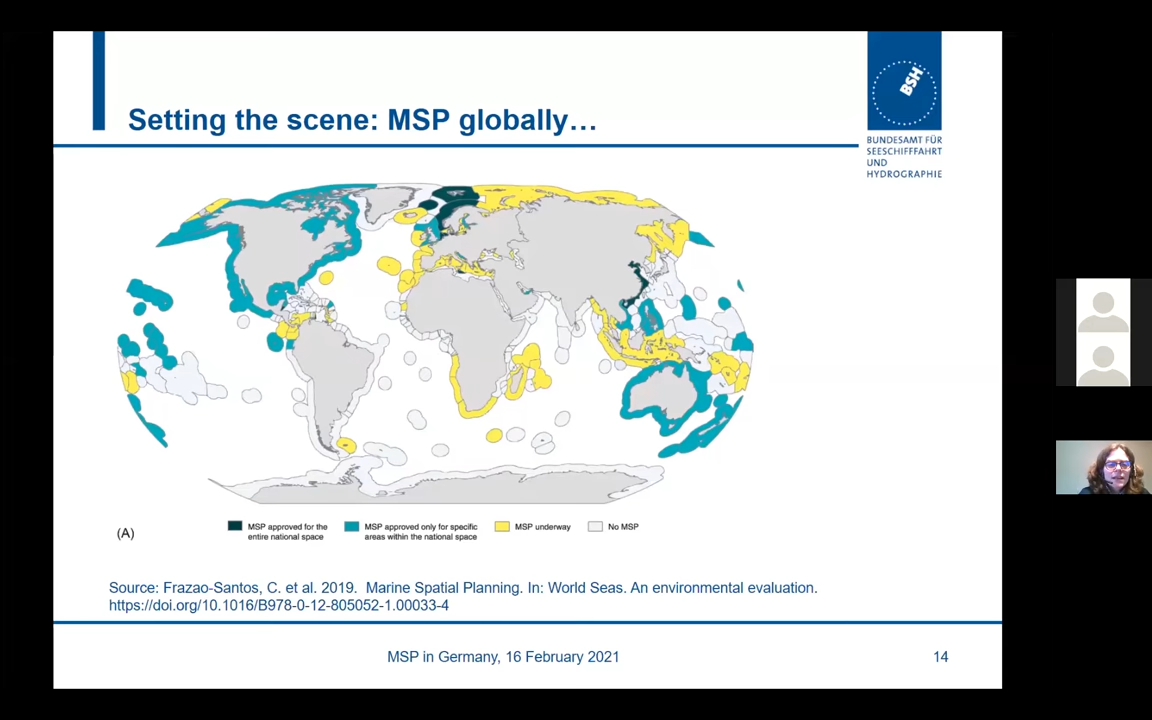 Setting the scene: MSP globally…
BSH
BUNDESAMT FÜR
SEESCHIFFFAHRT
UND
HYDROGRAPHIE
(A)
MSP approved for the
entire national space
MSP approved only for specific
areas within the national space
MSP underway
No MSP
Source: Frazao-Santos, C. et al. 2019. Marine Spatial Planning. In: World Seas. An environmental evaluation.
https://doi.org/10.1016/B978-0-12-805052-1.00033-4
MSP in Germany, 16 February 2021
14